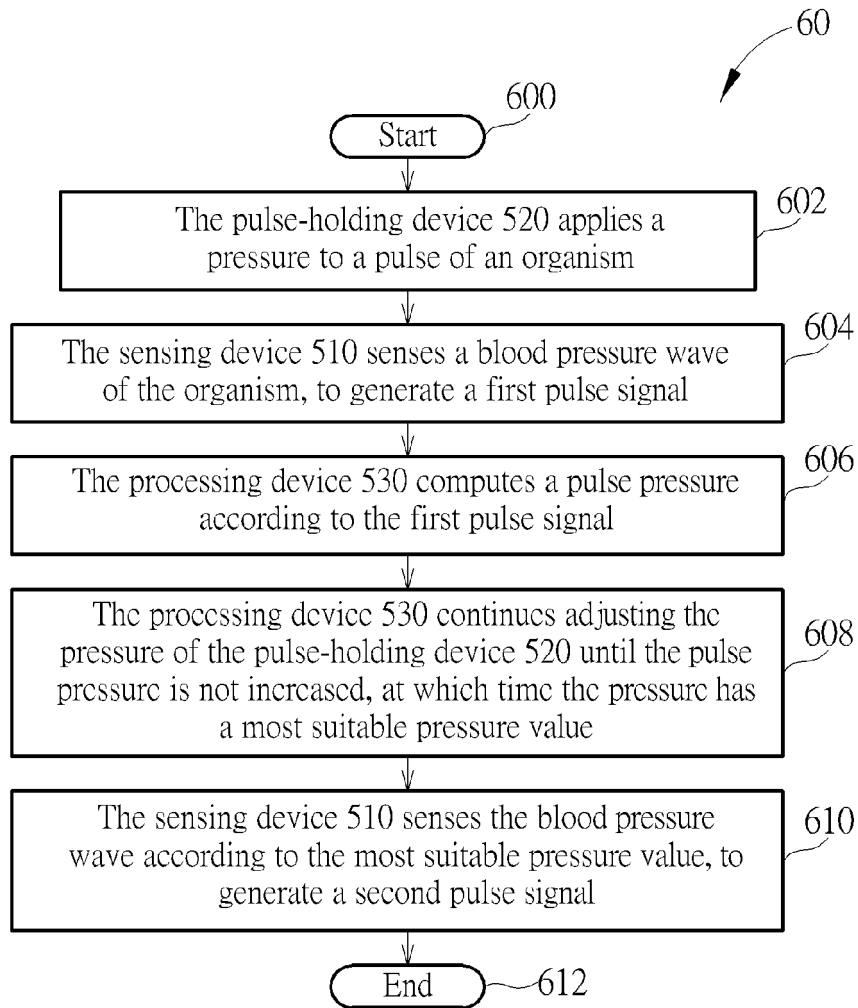 60
Start
600
The pulse-holding device 520 applies a
pressure to a pulse of an organism
602
The sensing device 510 senses a blood pressure wave
of the organism, to generate a first pulse signal
604
The processing device 530 computes a pulse pressure
according to the first pulse signal
606
The processing device 530 continues adjusting the
pressure of the pulse-holding device 520 until the pulse
pressure is not increased, at which time the pressure has
a most suitable pressure value
608
The sensing device 510 senses the blood pressure
wave according to the most suitable pressure value, to
generate a second pulse signal
610
End
612